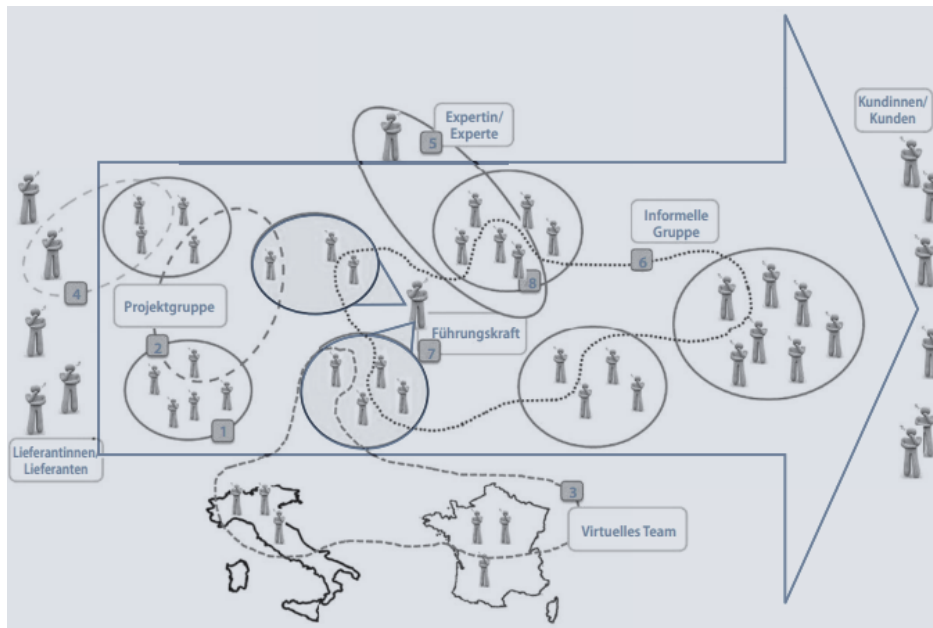 Kundinnen/
Kunden
Expertin/
Experte
5
Informelle
Gruppe
6
4
8
Projektgruppe
2
Führungskraft
7
1
Lieferantinnen/
Lieferanten
3
Virtuelles Team